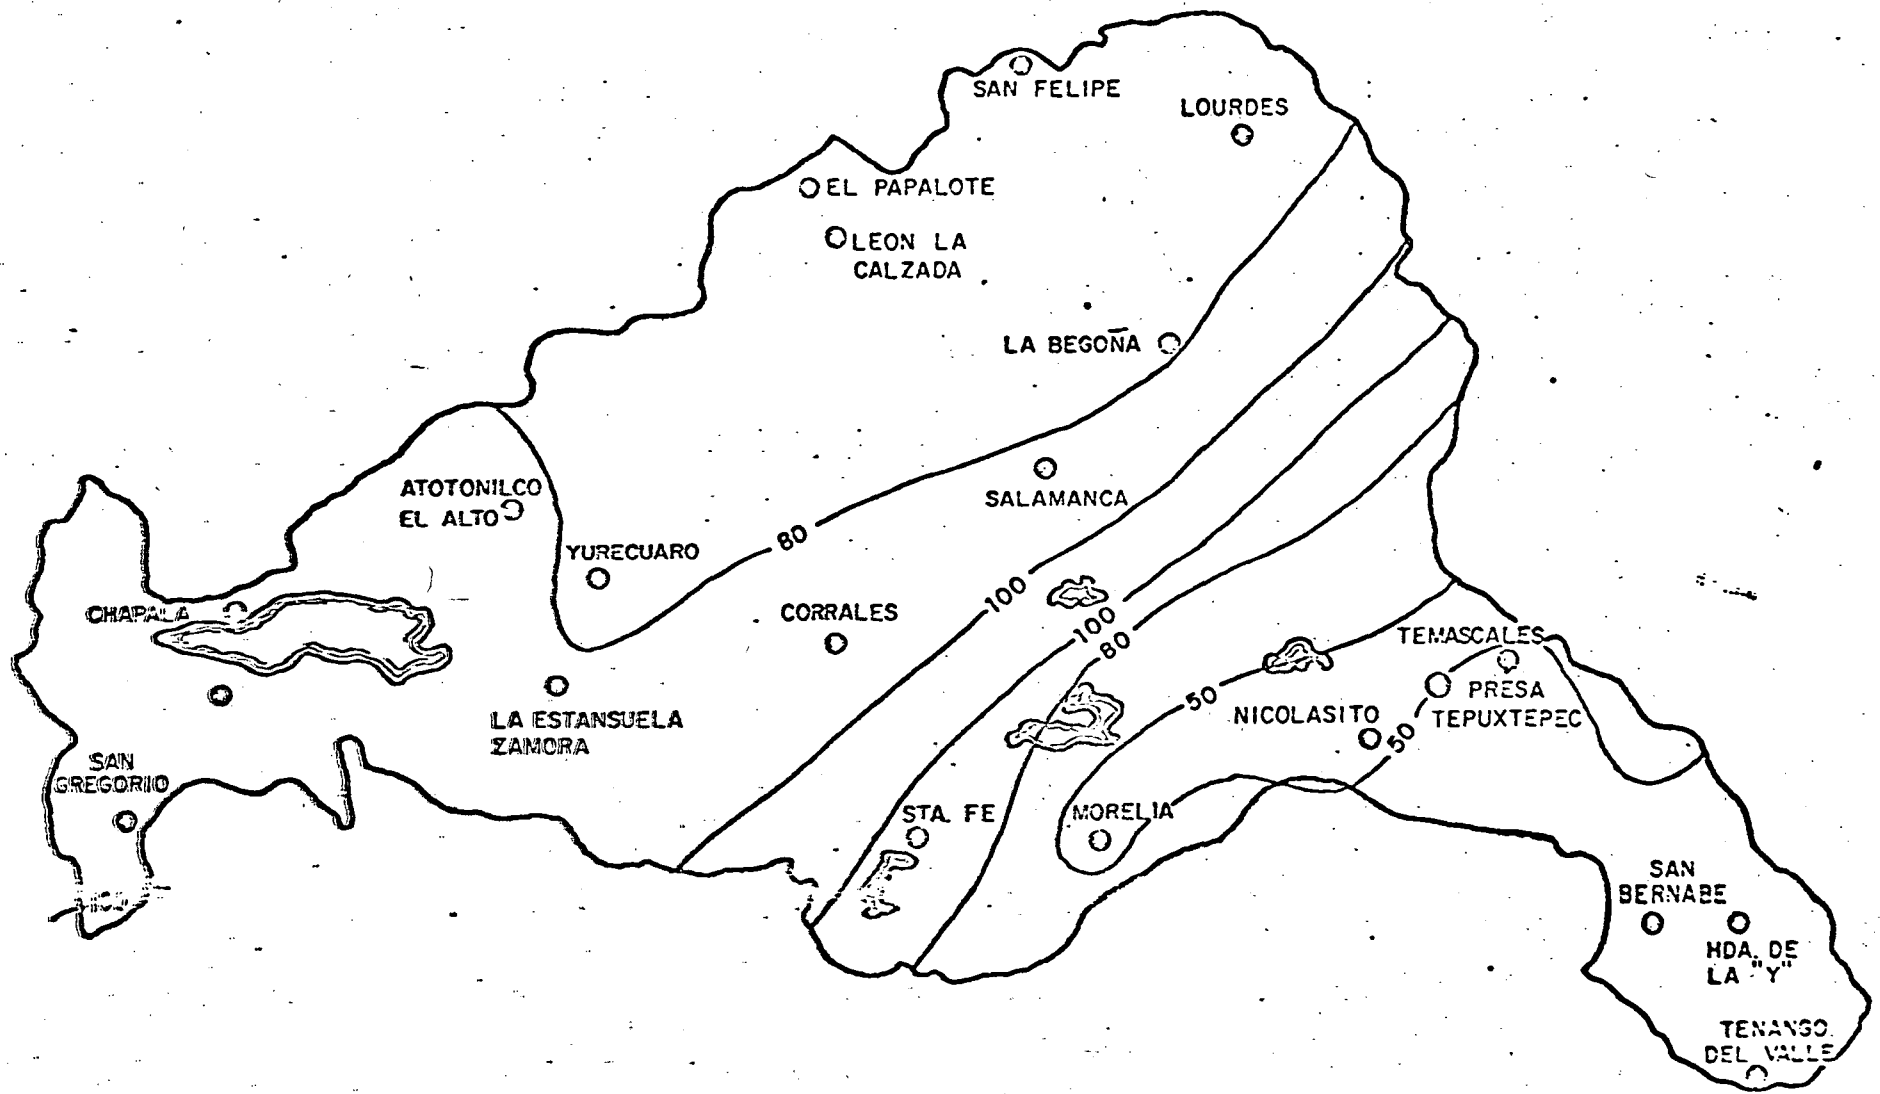 SAN FELIPE
LOURDES
EL PAPALOTE
LEON LA
CALZADA
LA BEGOÑA
ATOTONILCO
EL ALTO
SALAMANCA
80
YURECUARO
CHAPALA
CORRALES
100
100
80
TEMASCALES
PRESA
TEPUXTEPEC
50
NICOLASITO
50
LA ESTANSUELA
ZAMORA
SAN
GREGORIO
STA. FE
MORELIA
SAN
BERNABE
100
HDA. DE
LA "Y"
TENANGO
DEL VALLE